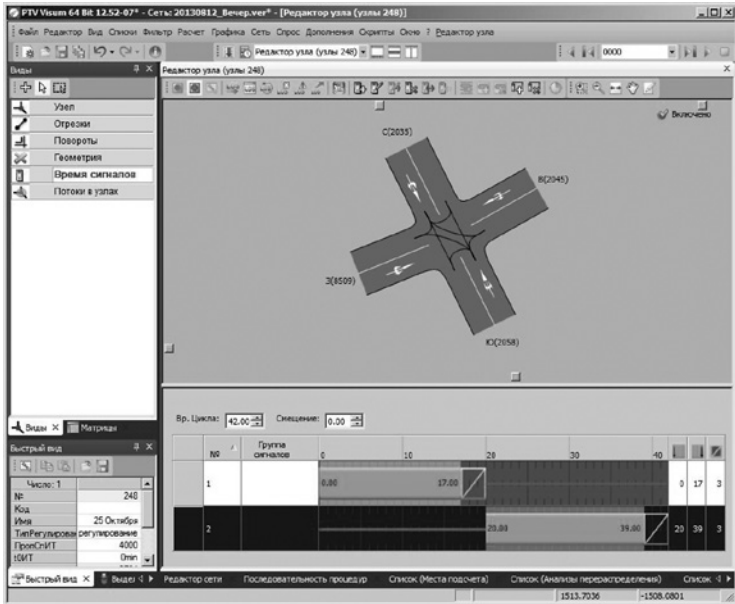 PTV Visum 64 Bit 12.52-07* - Сеть: 20130812_Вечер.ver* - [Редактор узла (узлы 248)]
Файл Редактор Вид Списки Фильтр Расчет Графика Сеть Спрос Дополнения Скрипты Окно ? Редактор узла
Редактор узла (узлы 248) 0000
Виды
Редактор узла (узлы 248)
Узел
Отрезки
Повороты
Геометрия
Время сигналов
Потоки в узлах
Включено
С(2035)
В(2045)
З(8509)
Ю(2058)
Виды Матрицы
Быстрый вид
Число: 1
№ 248
Код
Имя 25 Октября
ТипРегулирован регулирование
ПропСпИТ 4000
t0ИТ 0min
Вр. Цикла: 42.00 Смещение: 0.00
№ Группа сигналов 0 10 20 30 40
1 0.00 17.00 0 17 3
2 20.00 39.00 20 39 3
Быстрый вид Выдел Редактор сети Последовательность процедур Список (Места подсчета) Список (Анализы перераспределения) Список
1513.7036 -1508.0801